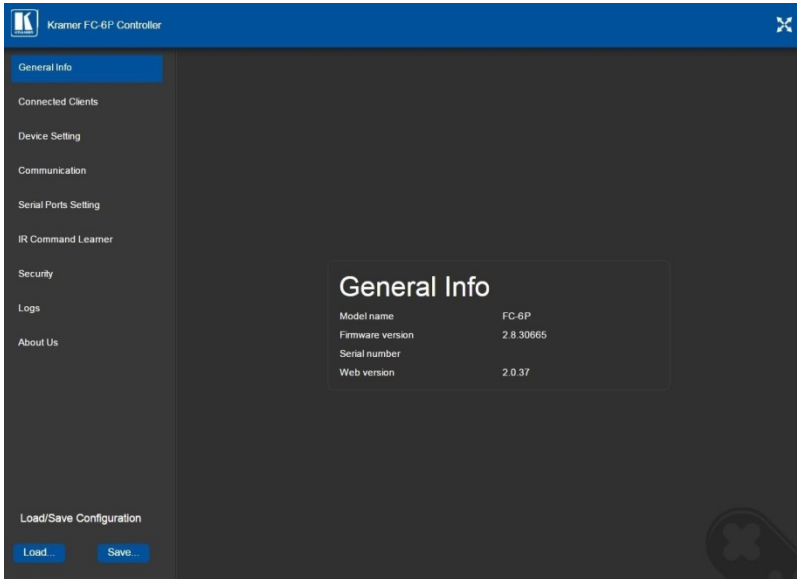 Kramer FC-6P Controller
General Info
Connected Clients
Device Setting
Communication
Serial Ports Setting
IR Command Learner
Security
Logs
About Us
General Info
Model name FC-6P
Firmware version 2.8.30665
Serial number
Web version 2.0.37
Load/Save Configuration
Load... Save...